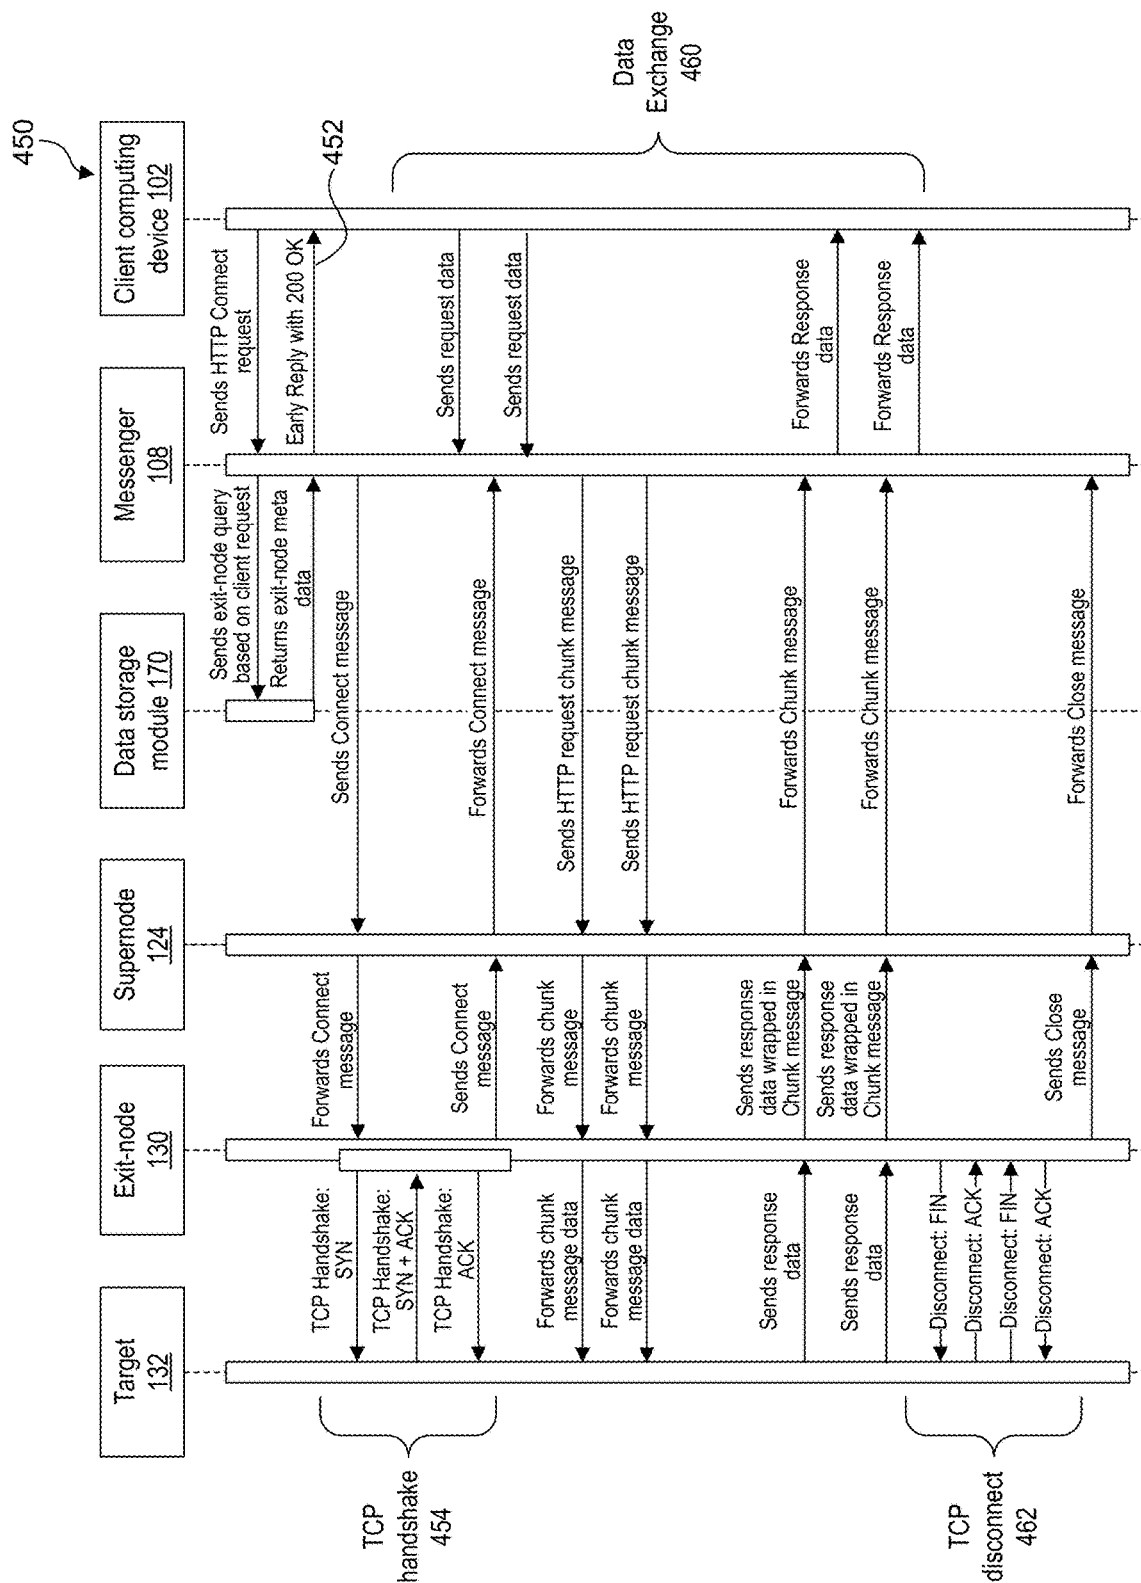 450
Target
132
Exit-node
130
Supernode
124
Data storage
module 170
Messenger
108
Client computing
device 102
Sends HTTP Connect
request
Sends exit-node query
based on client request
Returns exit-node meta
data
Early Reply with 200 OK
452
Sends Connect message
Forwards Connect
message
TCP
handshake
454
TCP Handshake:
SYN
TCP Handshake:
SYN + ACK
TCP Handshake:
ACK
Sends Connect
message
Forwards Connect message
Sends request data
Sends request data
Data
Exchange
460
Sends HTTP request chunk message
Forwards chunk
message
Forwards chunk
message data
Sends HTTP request chunk message
Forwards chunk
message
Forwards chunk
message data
Sends response
data
Sends response
data wrapped in
Chunk message
Forwards Chunk message
Forwards Response
data
Sends response
data
Sends response
data wrapped in
Chunk message
Forwards Chunk message
Forwards Response
data
TCP
disconnect
462
Disconnect: FIN
Disconnect: ACK
Disconnect: FIN
Disconnect: ACK
Sends Close
message
Forwards Close message